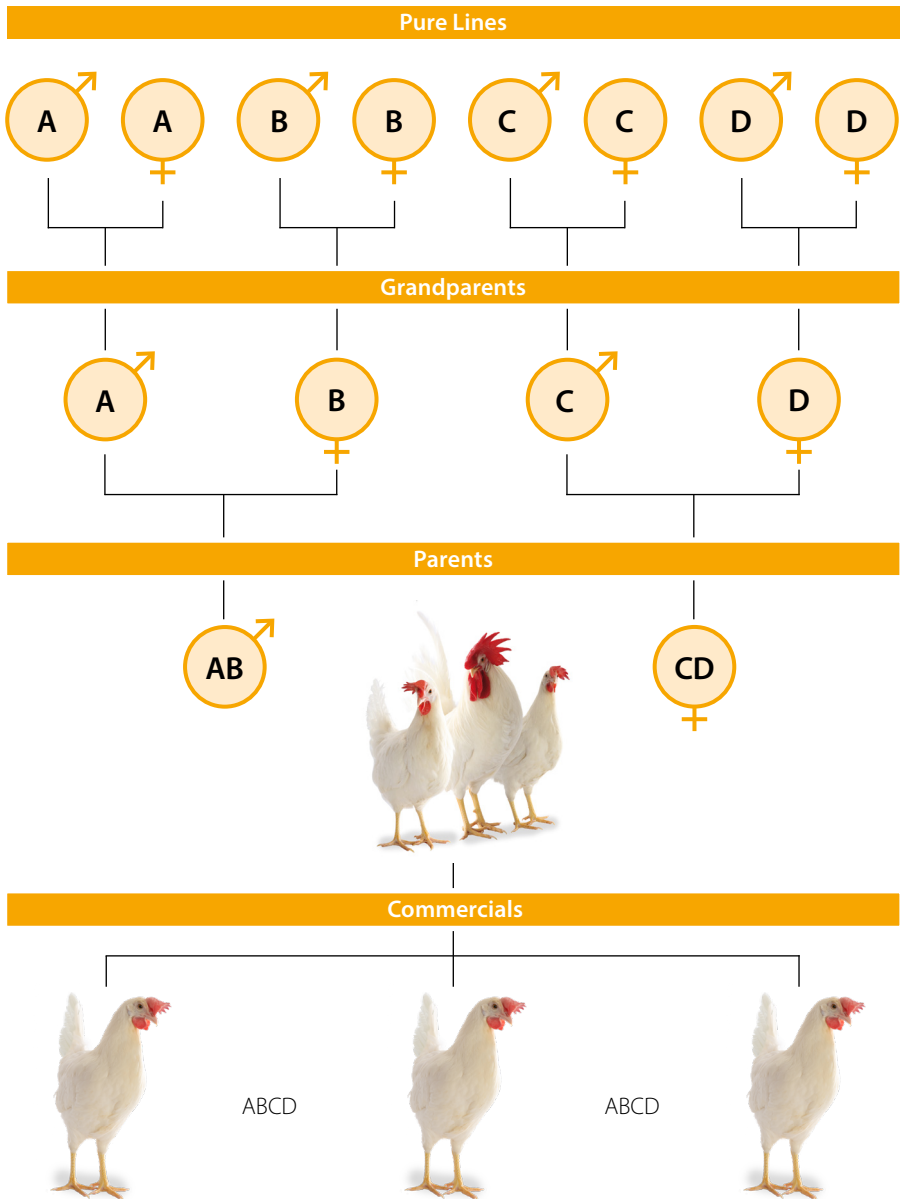 Pure Lines
A A B B C C D D
Grandparents
A B C D
Parents
AB CD
Commercials
ABCD ABCD